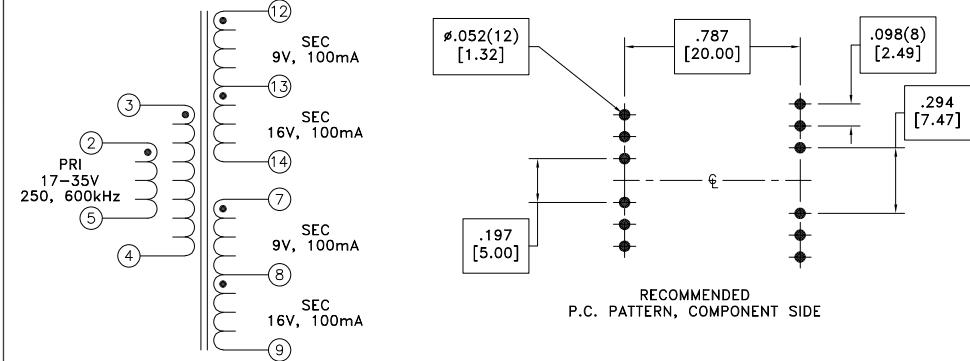 12
SEC
9V, 100mA
13
3
16V, 100mA
SEC
2
14
PRI
17-35V
250, 600kHz
7
SEC
5
9V, 100mA
4
8
SEC
16V, 100mA
9
ø.052(12)
[1.32]
.787
[20.00]
.098(8)
[2.49]
.294
[7.47]
℄
.197
[5.00]
RECOMMENDED
P.C. PATTERN, COMPONENT SIDE